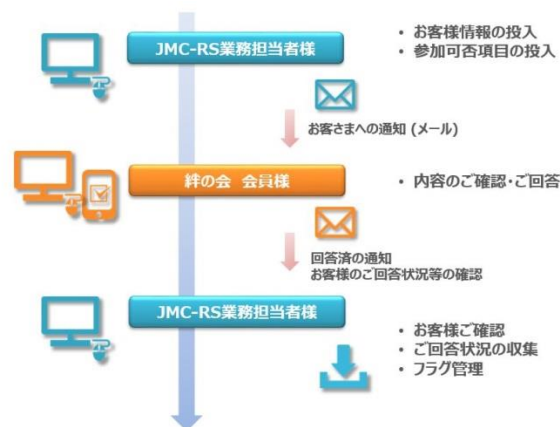 JMC-RS業務担当者様
・ お客様情報の投入
・ 参加可否項目の投入
お客さまへの通知 (メール)
絆の会 会員様
・ 内容のご確認・ご回答
回答済の通知
お客様のご回答状況等の確認
JMC-RS業務担当者様
・ お客様ご確認
・ ご回答状況の収集
・ フラグ管理